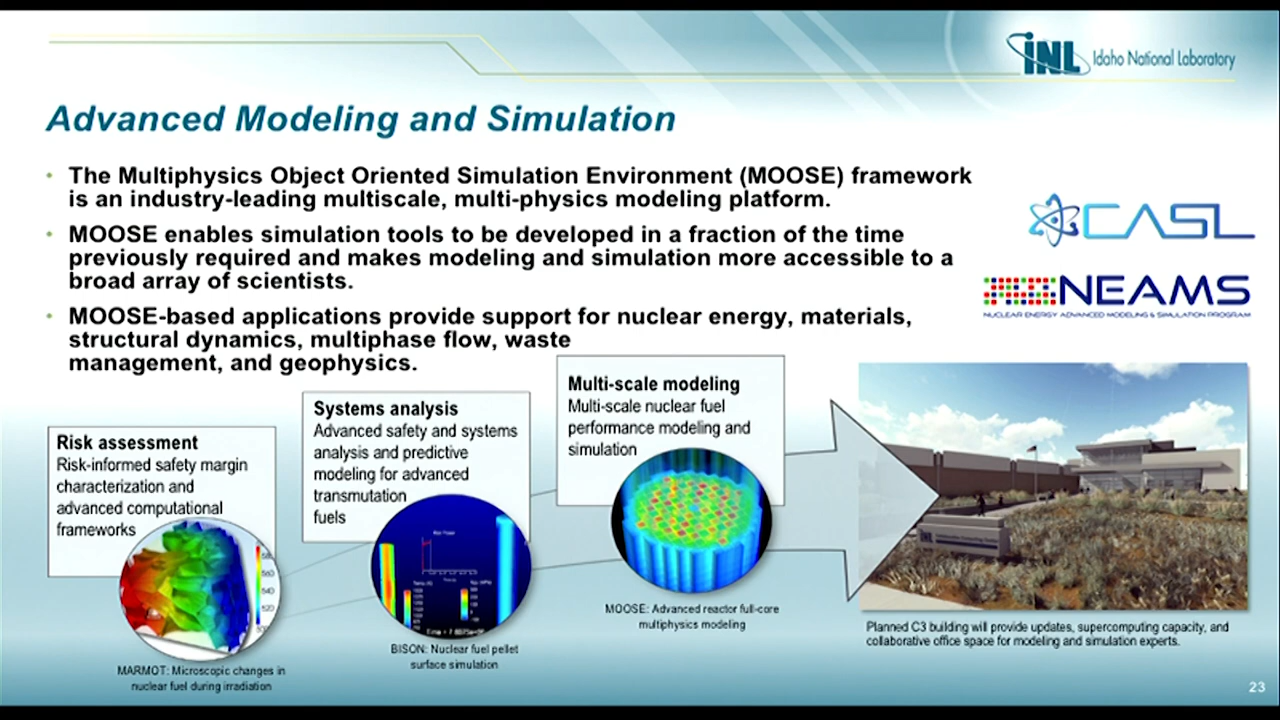 INL Idaho National Laboratory
Advanced Modeling and Simulation
• The Multiphysics Object Oriented Simulation Environment (MOOSE) framework
is an industry-leading multiscale, multi-physics modeling platform.
• MOOSE enables simulation tools to be developed in a fraction of the time
previously required and makes modeling and simulation more accessible to a
broad array of scientists.
• MOOSE-based applications provide support for nuclear energy, materials,
structural dynamics, multiphase flow, waste
management, and geophysics.
CASL
NEAMS
NUCLEAR ENERGY ADVANCED MODELING & SIMULATION PROGRAM
Risk assessment
Risk-informed safety margin
characterization and
advanced computational
frameworks
MARMOT: Microscopic changes in
nuclear fuel during irradiation
Systems analysis
Advanced safety and systems
analysis and predictive
modeling for advanced
transmutation
fuels
BISON: Nuclear fuel pellet
surface simulation
Multi-scale modeling
Multi-scale nuclear fuel
performance modeling and
simulation
MOOSE: Advanced reactor full-core
multiphysics modeling
INL
Planned C3 building will provide updates, supercomputing capacity, and
collaborative office space for modeling and simulation experts.
23